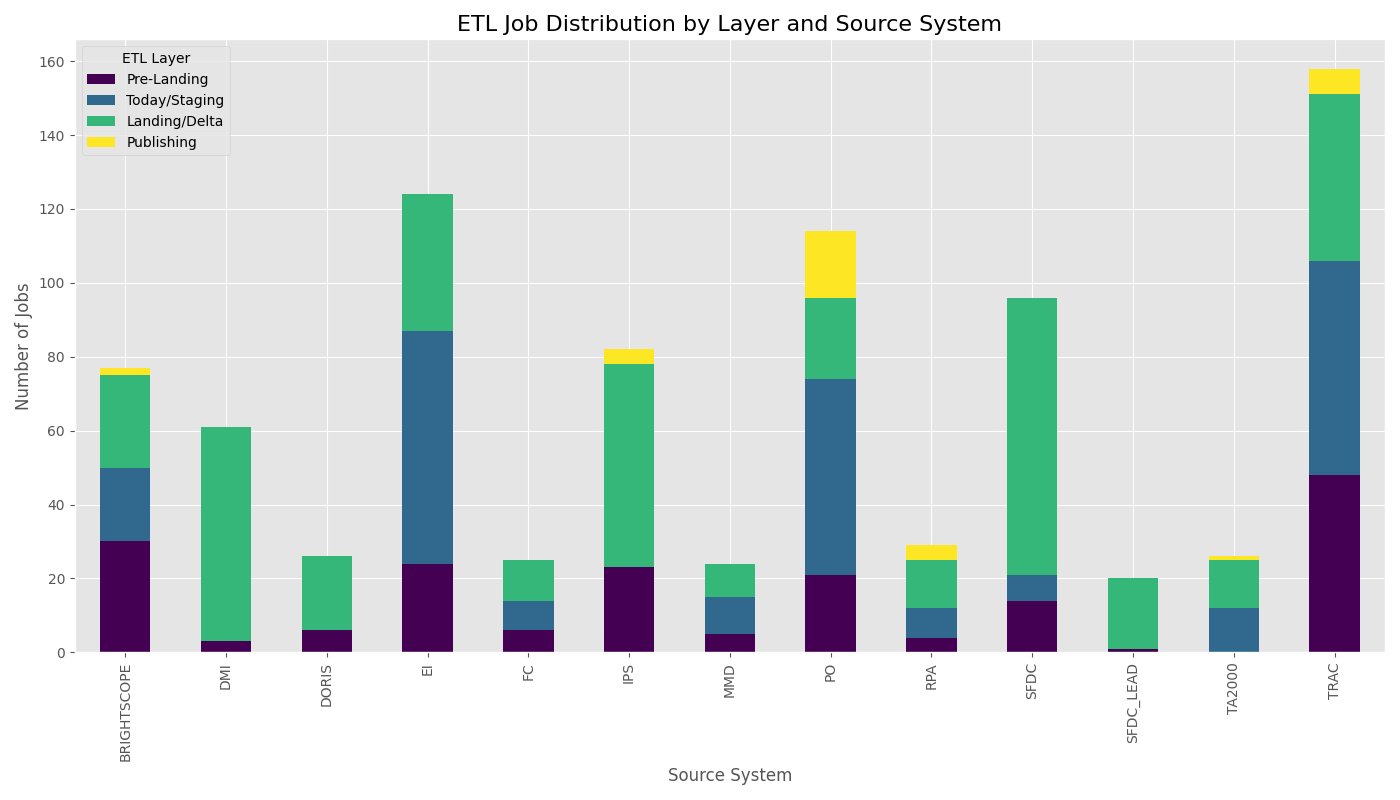 ETL Job Distribution by Layer and Source System
ETL Layer
Pre-Landing
Today/Staging
Landing/Delta
Publishing
Number of Jobs
160
140
120
100
80
60
40
20
0
BRIGHTSCOPE
DMI
DORIS
EI
FC
IPS
MMD
PO
RPA
SFDC
SFDC_LEAD
TA2000
TRAC
Source System